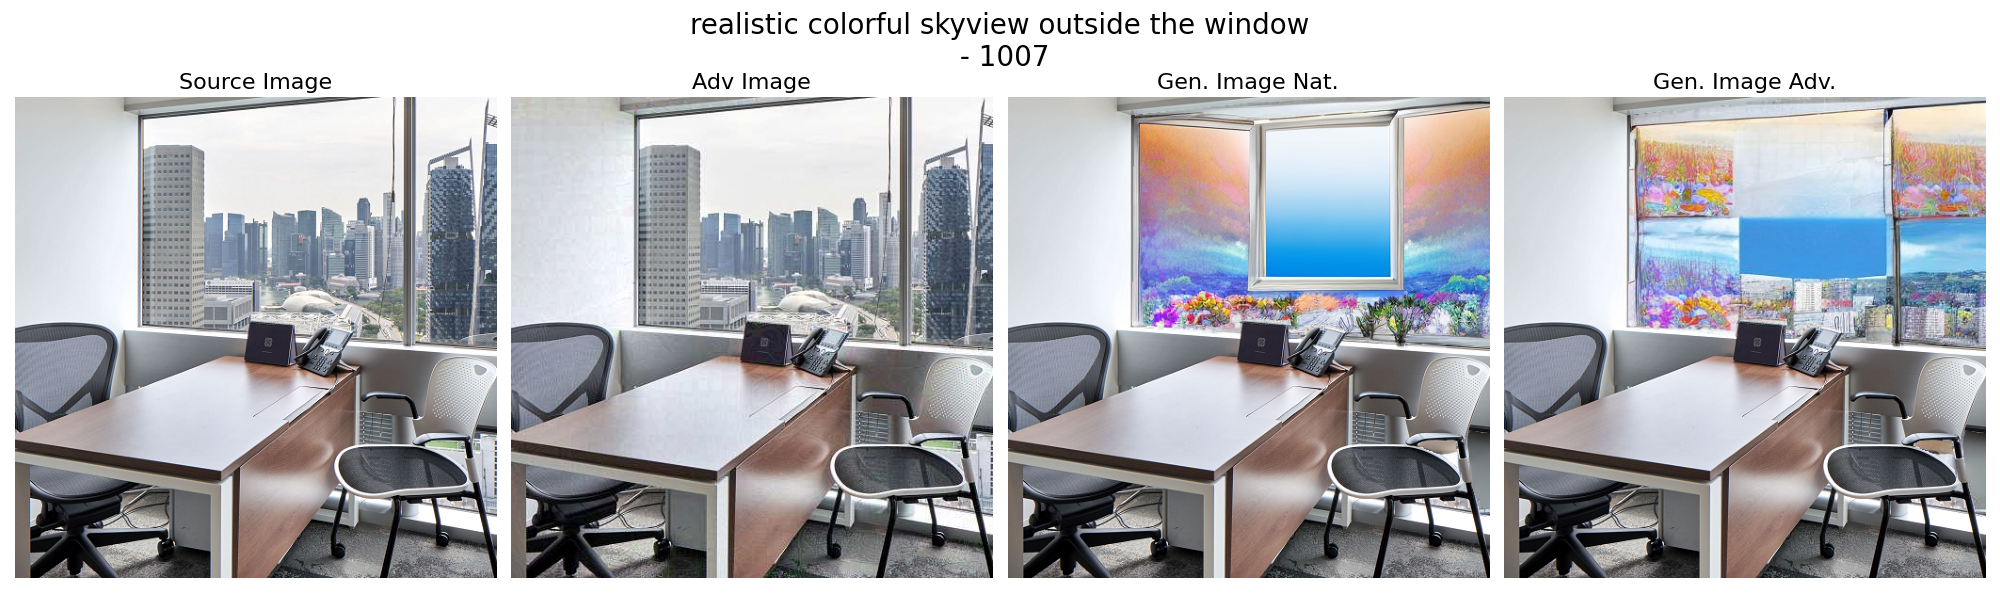 realistic colorful skyview outside the window
- 1007
Source Image
Adv Image
Gen. Image Nat.
Gen. Image Adv.